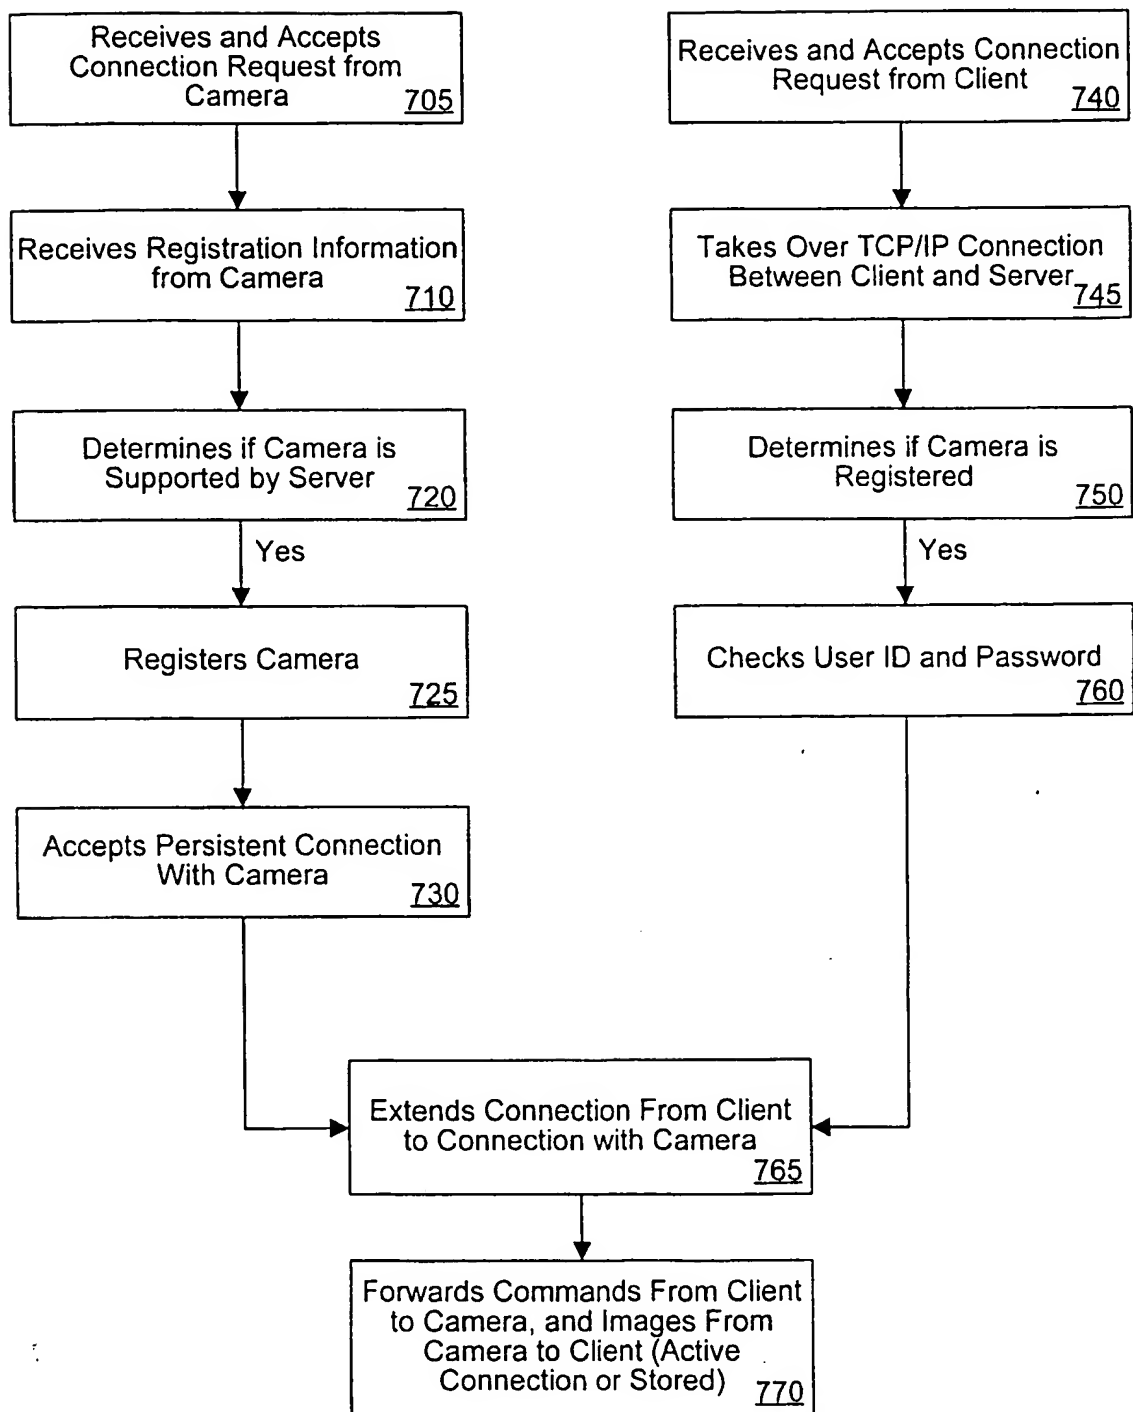 Receives and Accepts
Connection Request from
Camera
705
Receives Registration Information
from Camera
710
Determines if Camera is
Supported by Server
720
Yes
Registers Camera
725
Accepts Persistent Connection
With Camera
730
Receives and Accepts Connection
Request from Client
740
Takes Over TCP/IP Connection
Between Client and Server
745
Determines if Camera is
Registered
750
Yes
Checks User ID and Password
760
Extends Connection From Client
to Connection with Camera
765
Forwards Commands From Client
to Camera, and Images From
Camera to Client (Active
Connection or Stored)
770